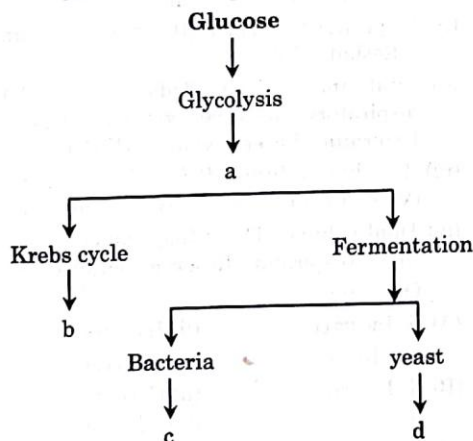 Glucose
Glycolysis
a
Krebs cycle
Fermentation
b
Bacteria
yeast
c
d